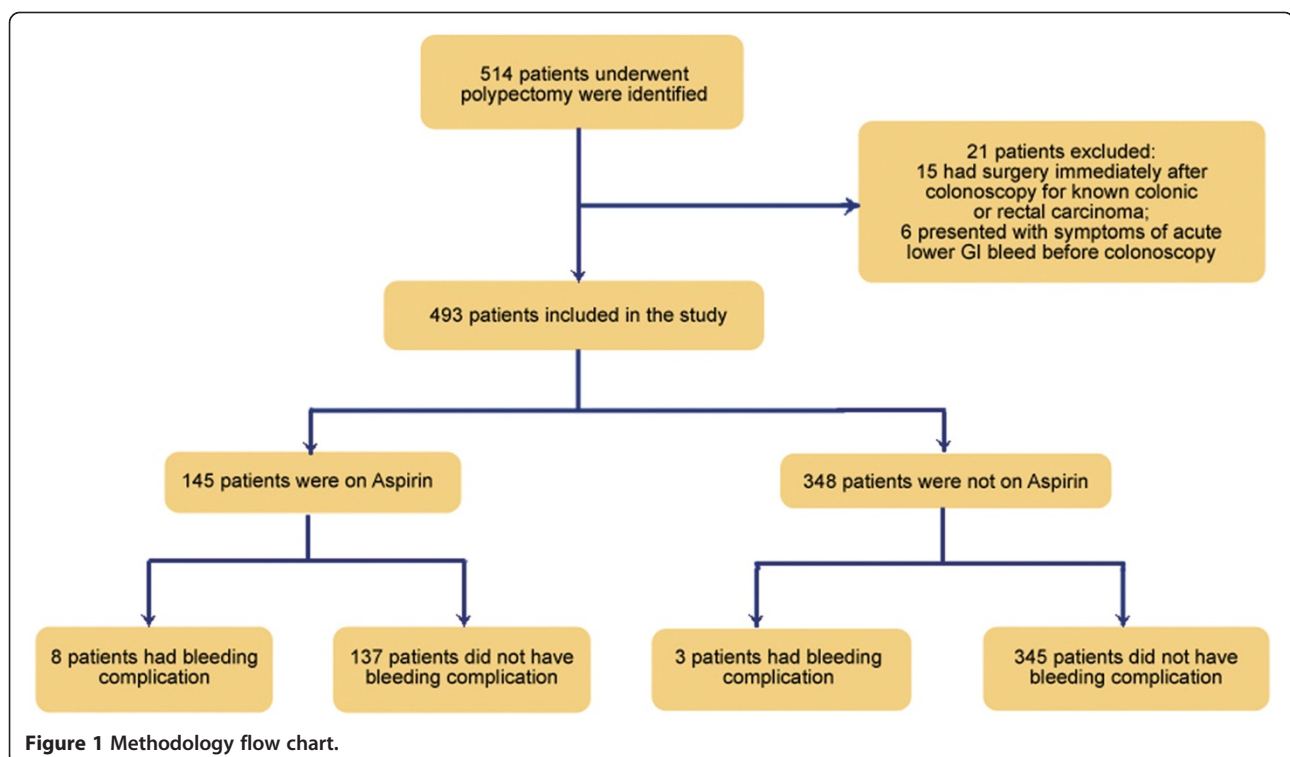 514 patients underwent
polypectomy were identified
21 patients excluded:
15 had surgery immediately after
colonoscopy for known colonic
or rectal carcinoma;
6 presented with symptoms of acute
lower GI bleed before colonoscopy
493 patients included in the study
145 patients were on Aspirin
348 patients were not on Aspirin
8 patients had bleeding
complication
137 patients did not have
bleeding complication
3 patients had bleeding
complication
345 patients did not have
bleeding complication
Figure 1 Methodology flow chart.